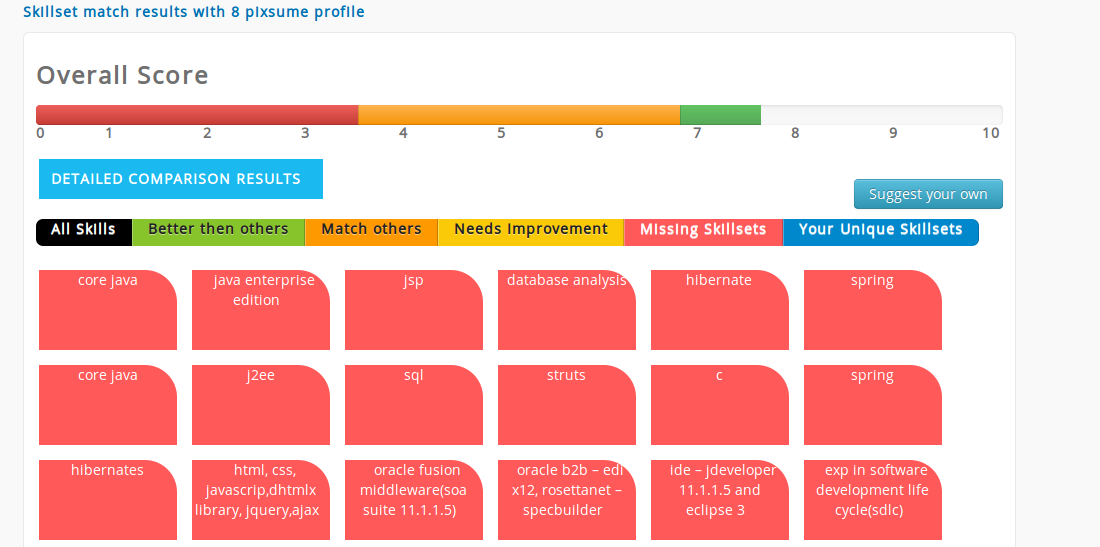 Skillset match results with 8 pixsume profile
Overall Score
0 1 2 3 4 5 6 7 8 9 10
DETAILED COMPARISON RESULTS
Suggest your own
All Skills Better then others Match others Needs Improvement Missing Skillsets Your Unique Skillsets
core java
java enterprise
edition
jsp
database analysis
hibernate
spring
core java
j2ee
sql
struts
c
spring
hibernates
html, css,
javascrip,dhtmlx
library, jquery,ajax
oracle fusion
middleware(soa
suite 11.1.1.5)
oracle b2b – edi
x12, rosettanet –
specbuilder
ide – jdeveloper
11.1.1.5 and
eclipse 3
exp in software
development life
cycle(sdlc)